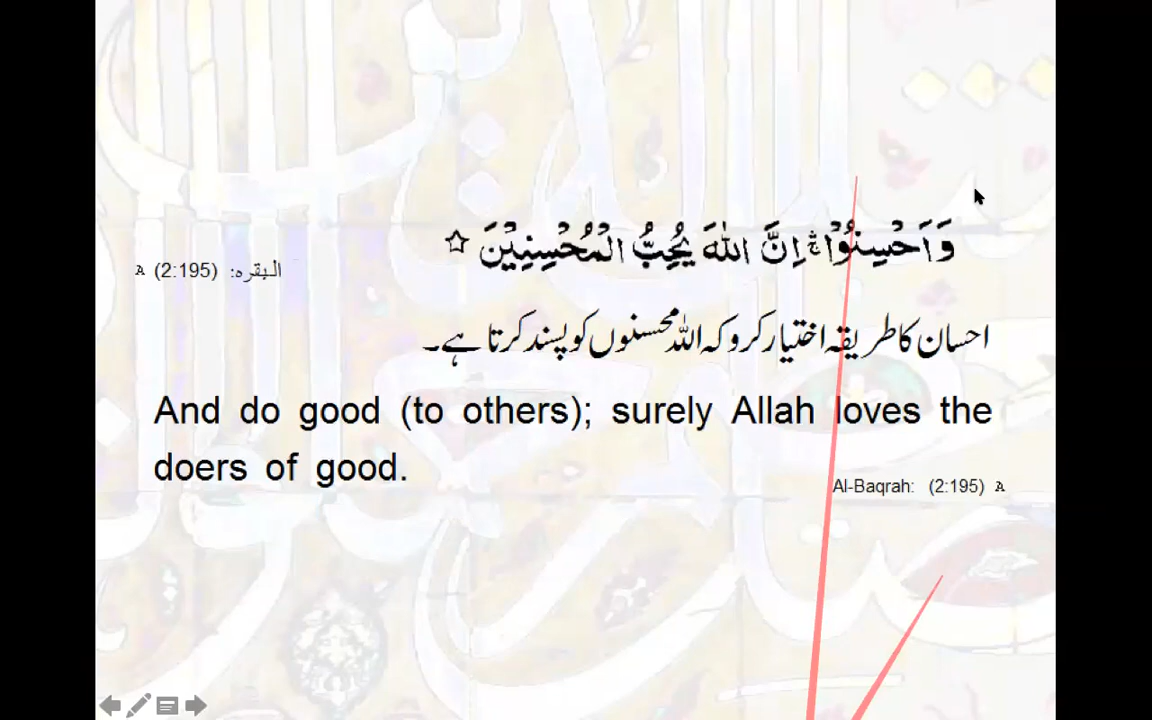 وَاَحْسِنُوْا ۛۚ اِنَّ اللّٰهَ يُحِبُّ الْمُحْسِنِيْنَ ☆
البقره: (2:195) A
احسان کا طریقہ اختیار کرو کہ اللہ محسنوں کو پسند کرتا ہے۔
And do good (to others); surely Allah loves the
doers of good.
Al-Baqrah: (2:195) A